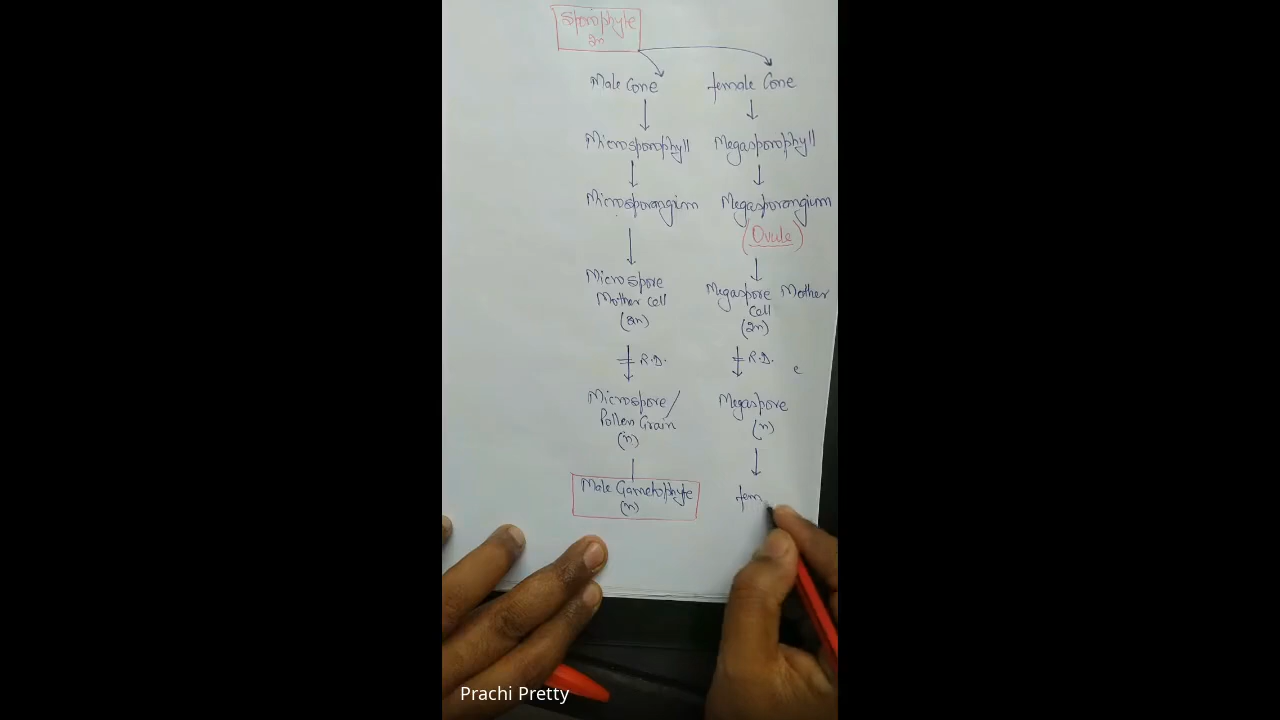 Sporophyte
2n
Male Cone female Cone
Microsporophyll Megasporophyll
Microsporangium Megasporangium
(Ovule)
Microspore
Mother Cell
(2n)
Megaspore Mother
Cell
(2n)
R.D. R.D.
e
Microspore/
Pollen Grain
(n)
Megaspore
(n)
Male Gametophyte
(n)
fem
Prachi Pretty